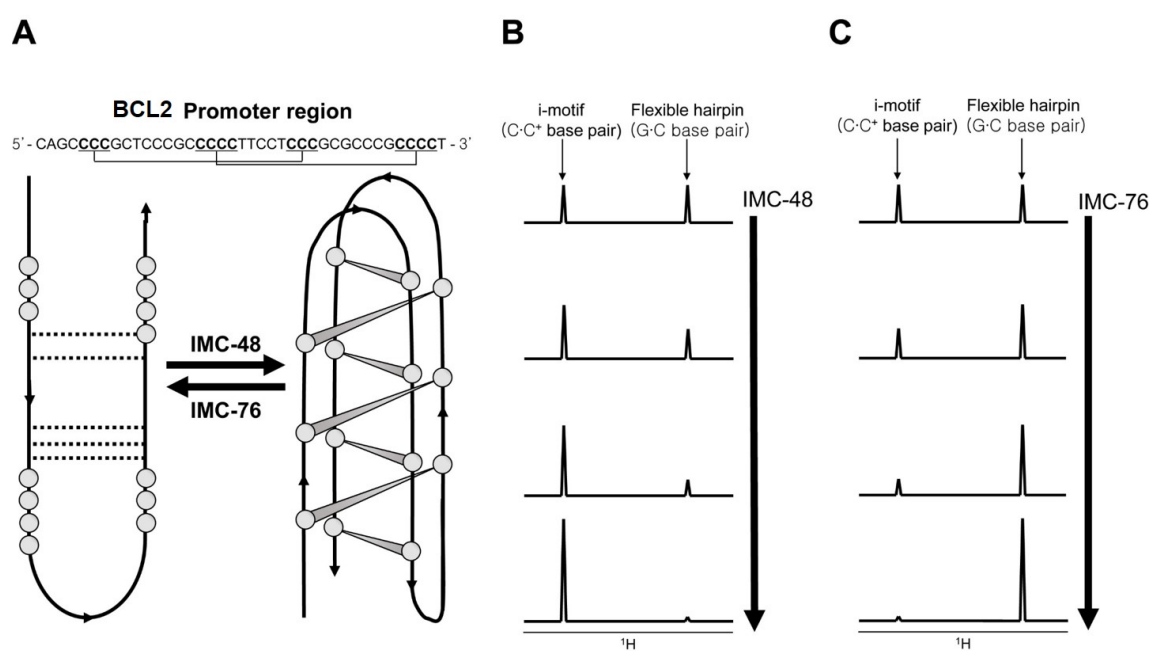 A
B
C
BCL2 Promoter region
5' - CAGCCCCGCTCCCGCCCCCTTCCTCCCGCGCCCGCCCCT - 3'
IMC-48
IMC-76
i-motif
(C·C⁺ base pair)
Flexible hairpin
(G·C base pair)
IMC-48
¹H
i-motif
(C·C⁺ base pair)
Flexible hairpin
(G·C base pair)
IMC-76
¹H